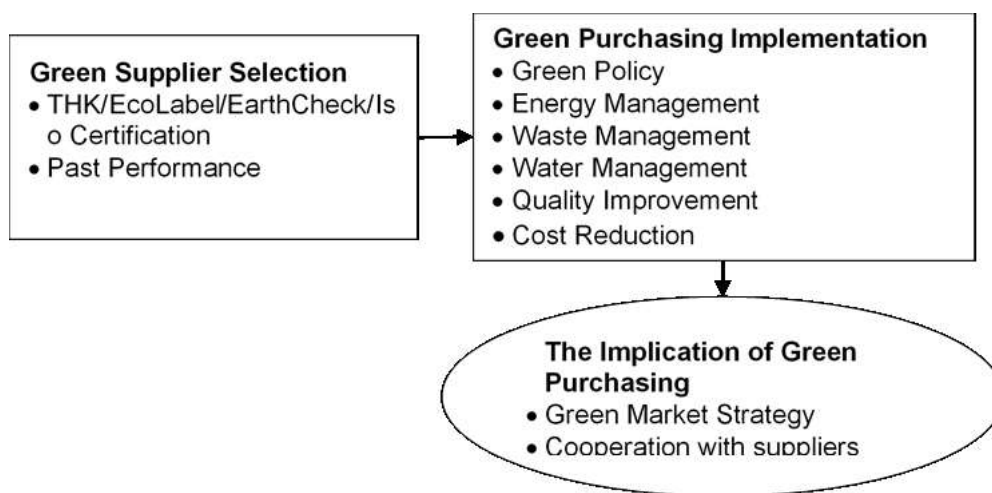 Green Supplier Selection
• THK/EcoLabel/EarthCheck/Is
o Certification
• Past Performance
Green Purchasing Implementation
• Green Policy
• Energy Management
• Waste Management
• Water Management
• Quality Improvement
• Cost Reduction
The Implication of Green
Purchasing
• Green Market Strategy
• Cooperation with suppliers